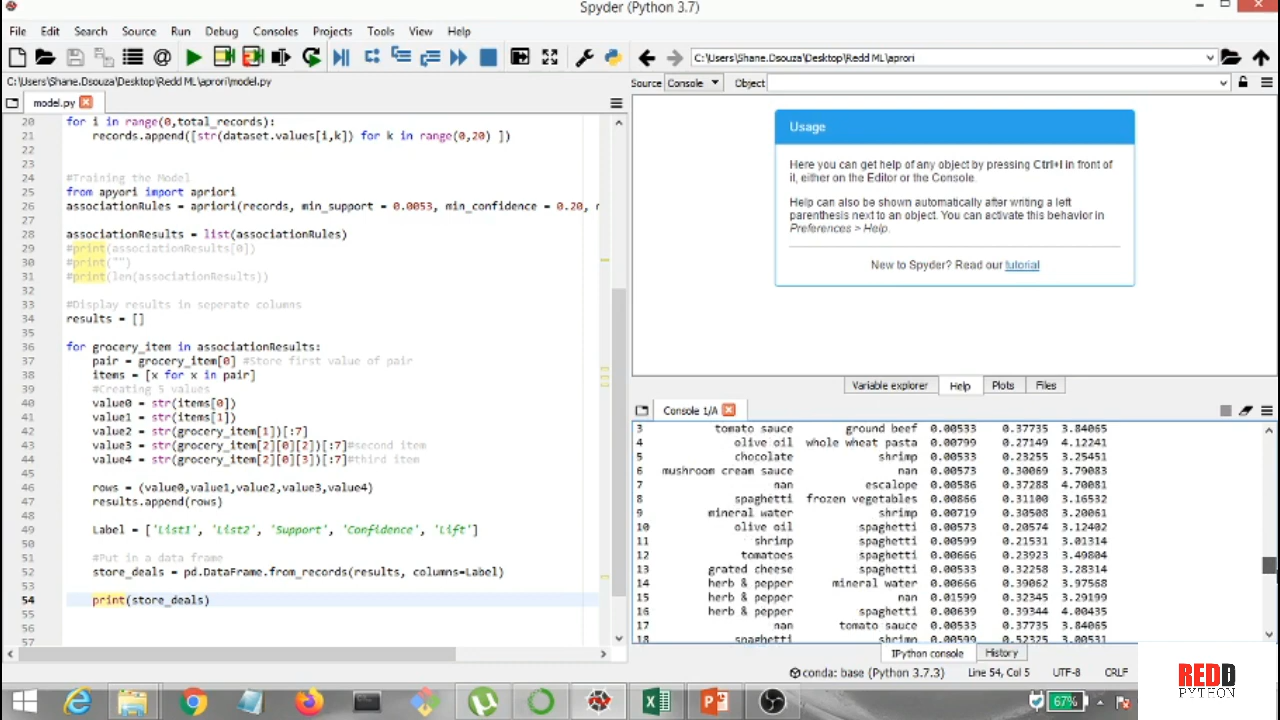 Spyder (Python 3.7)
File Edit Search Source Run Debug Consoles Projects Tools View Help
C:\Users\Shane.Dsouza\Desktop\Redd ML\aprori
C:\Users\Shane.Dsouza\Desktop\Redd ML\aprori\model.py
Source Console Object
model.py
20 for i in range(0,total_records):
21 records.append([str(dataset.values[i,k]) for k in range(0,20) ])
22
23
24 #Training the Model
25 from apyori import apriori
26 associationRules = apriori(records, min_support = 0.0053, min_confidence = 0.20,
27
28 associationResults = list(associationRules)
29 #print(associationResults[0])
30 #print("")
31 #print(len(associationResults))
32
33 #Display results in seperate columns
34 results = []
35
36 for grocery_item in associationResults:
37 pair = grocery_item[0] #Store first value of pair
38 items = [x for x in pair]
39 #Creating 5 values
40 value0 = str(items[0])
41 value1 = str(items[1])
42 value2 = str(grocery_item[1])[:7]
43 value3 = str(grocery_item[2][0][2])[:7]#second item
44 value4 = str(grocery_item[2][0][3])[:7]#third item
45
46 rows = (value0,value1,value2,value3,value4)
47 results.append(rows)
48
49 Label = ['List1', 'List2', 'Support', 'Confidence', 'Lift']
50
51 #Put in a data frame
52 store_deals = pd.DataFrame.from_records(results, columns=Label)
53
54 print(store_deals)
55
56
57
Usage
Here you can get help of any object by pressing Ctrl+I in front of
it, either on the Editor or the Console.
Help can also be shown automatically after writing a left
parenthesis next to an object. You can activate this behavior in
Preferences > Help.
New to Spyder? Read our tutorial
Variable explorer Help Plots Files
Console 1/A
3 tomato sauce ground beef 0.00533 0.37735 3.84065
4 olive oil whole wheat pasta 0.00799 0.27149 4.12241
5 chocolate shrimp 0.00533 0.23255 3.25451
6 mushroom cream sauce nan 0.00573 0.30069 3.79083
7 nan escalope 0.00586 0.37288 4.70081
8 spaghetti frozen vegetables 0.00866 0.31100 3.16532
9 mineral water shrimp 0.00719 0.30508 3.20061
10 olive oil spaghetti 0.00573 0.20574 3.12402
11 shrimp spaghetti 0.00599 0.21531 3.01314
12 tomatoes spaghetti 0.00666 0.23923 3.49804
13 grated cheese spaghetti 0.00533 0.32258 3.28314
14 herb & pepper mineral water 0.00666 0.39062 3.97568
15 herb & pepper nan 0.01599 0.32345 3.29199
16 herb & pepper spaghetti 0.00639 0.39344 4.00435
17 nan tomato sauce 0.00533 0.37735 3.84065
18 spaghetti shrimp 0.00599 0.52325 3.00531
IPython console History
conda: base (Python 3.7.3) Line 54, Col 5 UTF-8 CRLF
67%
REDD
PYTHON